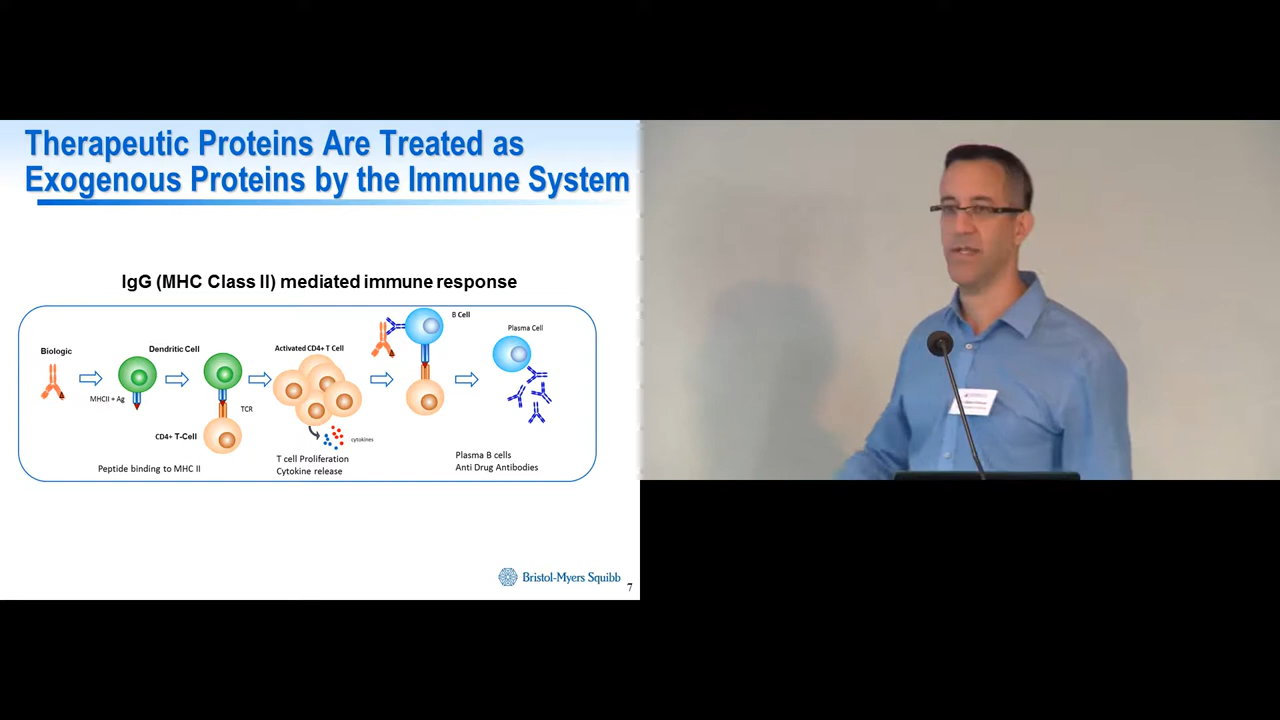 Therapeutic Proteins Are Treated as
Exogenous Proteins by the Immune System
IgG (MHC Class II) mediated immune response
Biologic
MHCII + Ag
Dendritic Cell
TCR
CD4+ T-Cell
Peptide binding to MHC II
Activated CD4+ T Cell
cytokines
T cell Proliferation
Cytokine release
B Cell
Plasma Cell
Plasma B cells
Anti Drug Antibodies
Bristol-Myers Squibb
7